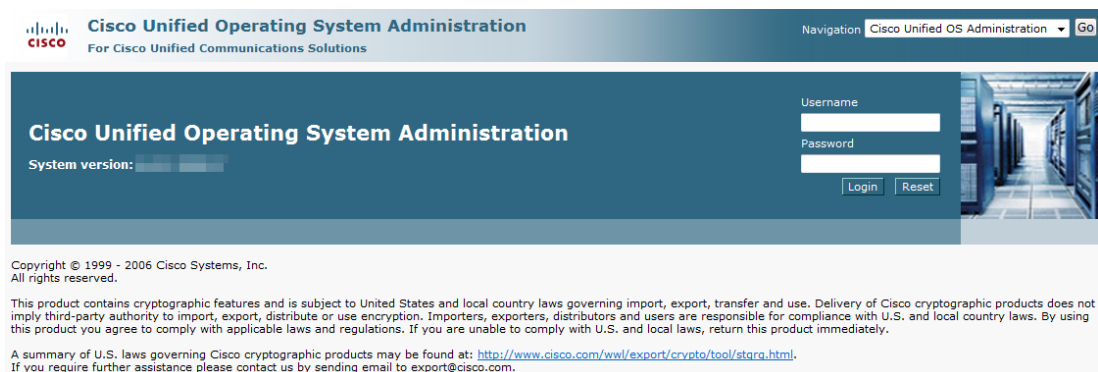 CISCO
Cisco Unified Operating System Administration
For Cisco Unified Communications Solutions
Navigation Cisco Unified OS Administration Go
Cisco Unified Operating System Administration
System version:
Username
Password
Login Reset
Copyright © 1999 - 2006 Cisco Systems, Inc.
All rights reserved.
This product contains cryptographic features and is subject to United States and local country laws governing import, export, transfer and use. Delivery of Cisco cryptographic products does not
imply third-party authority to import, export, distribute or use encryption. Importers, exporters, distributors and users are responsible for compliance with U.S. and local country laws. By using
this product you agree to comply with applicable laws and regulations. If you are unable to comply with U.S. and local laws, return this product immediately.
A summary of U.S. laws governing Cisco cryptographic products may be found at: http://www.cisco.com/wwl/export/crypto/tool/stqrg.html.
If you require further assistance please contact us by sending email to export@cisco.com.